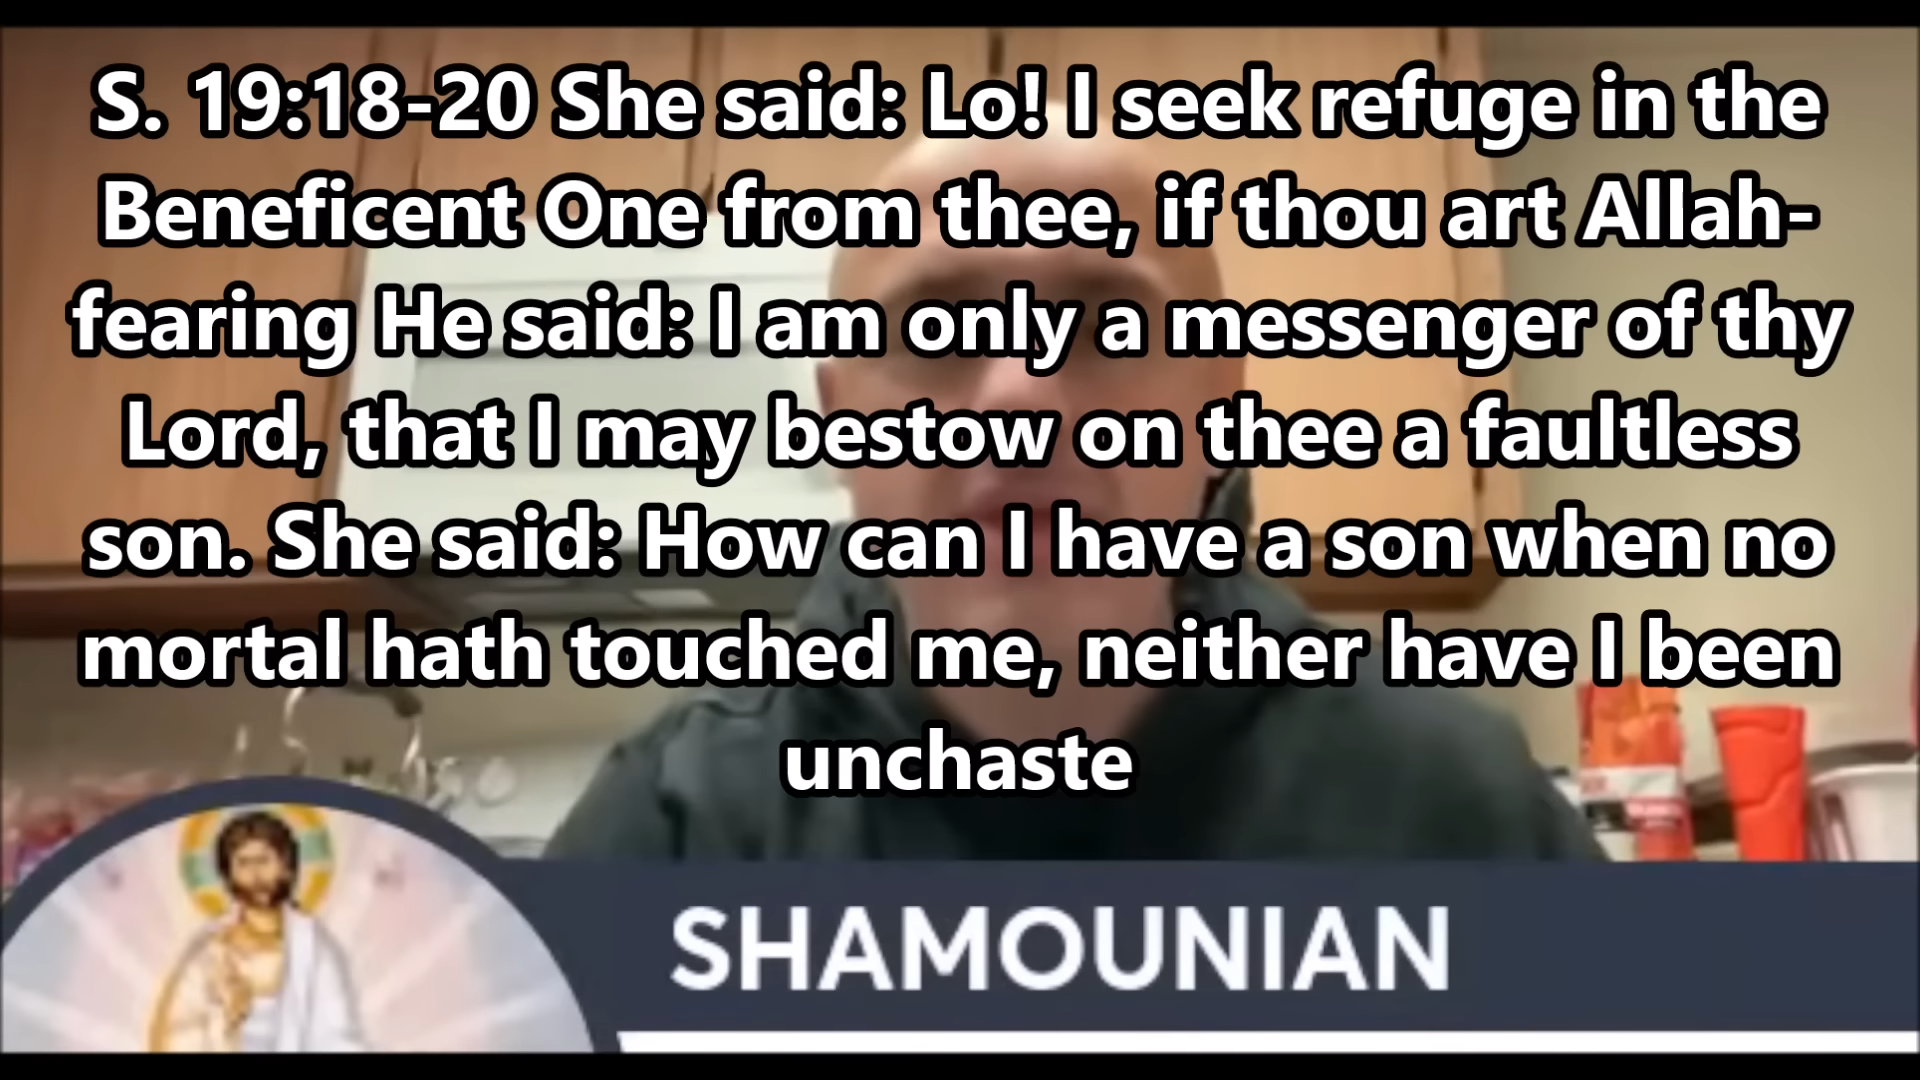 S. 19:18-20 She said: Lo! I seek refuge in the
Beneficent One from thee, if thou art Allah-
fearing He said: I am only a messenger of thy
Lord, that I may bestow on thee a faultless
son. She said: How can I have a son when no
mortal hath touched me, neither have I been
unchaste
SHAMOUNIAN